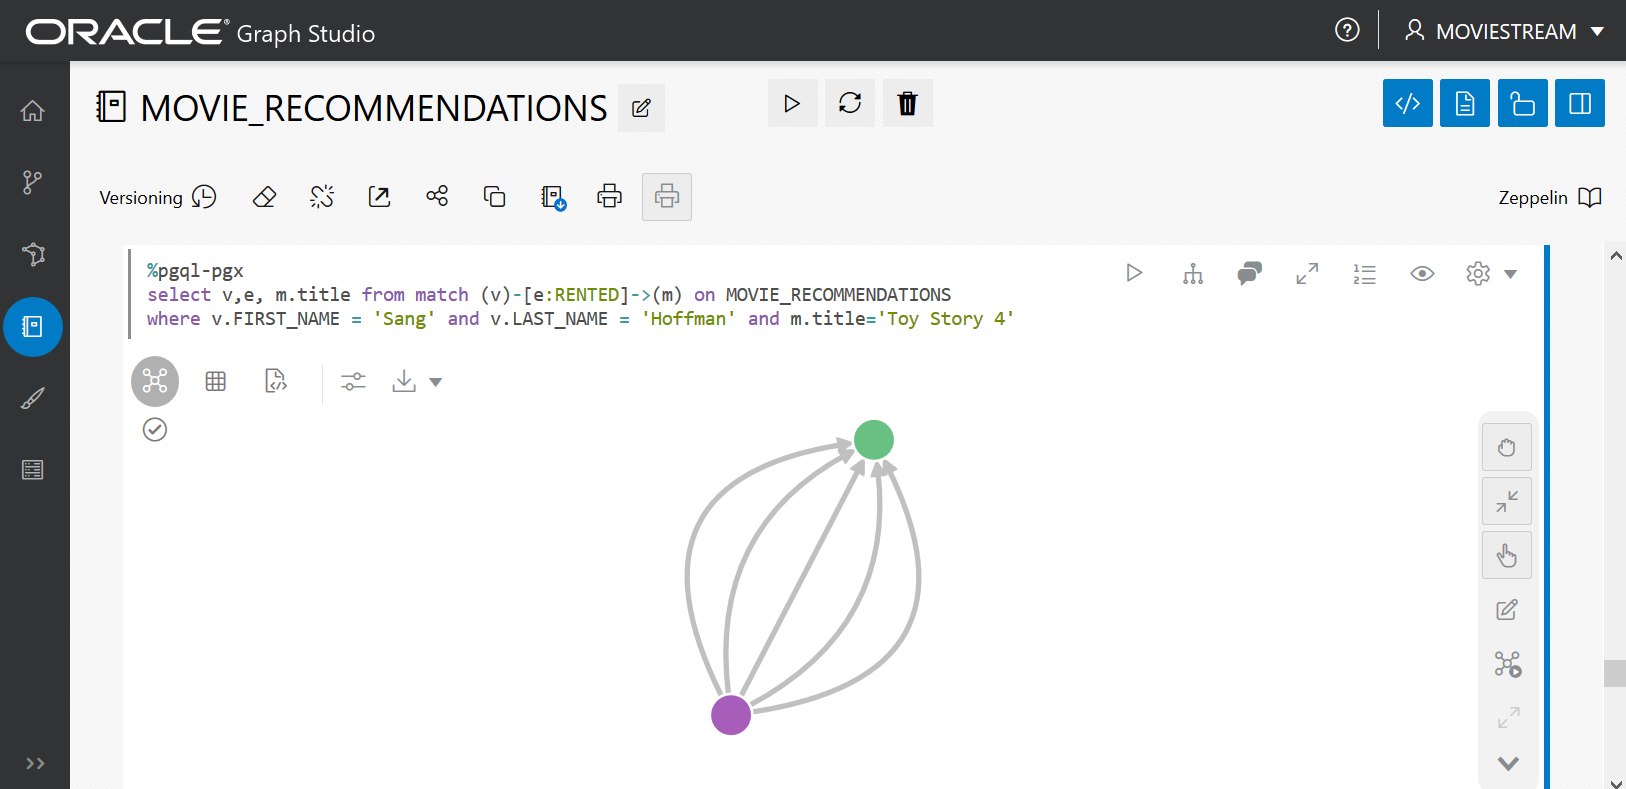 ORACLE® Graph Studio
MOVIESTREAM
MOVIE_RECOMMENDATIONS
Versioning
Zeppelin
%pgql-pgx
select v,e, m.title from match (v)-[e:RENTED]->(m) on MOVIE_RECOMMENDATIONS
where v.FIRST_NAME = 'Sang' and v.LAST_NAME = 'Hoffman' and m.title='Toy Story 4'